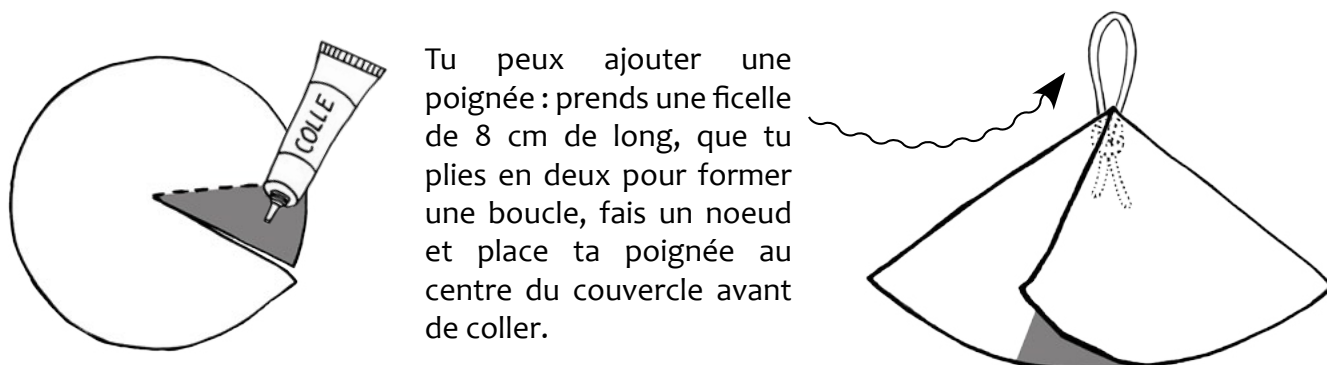 COLLE
Tu peux ajouter une
poignée : prends une ficelle
de 8 cm de long, que tu
plies en deux pour former
une boucle, fais un noeud
et place ta poignée au
centre du couvercle avant
de coller.